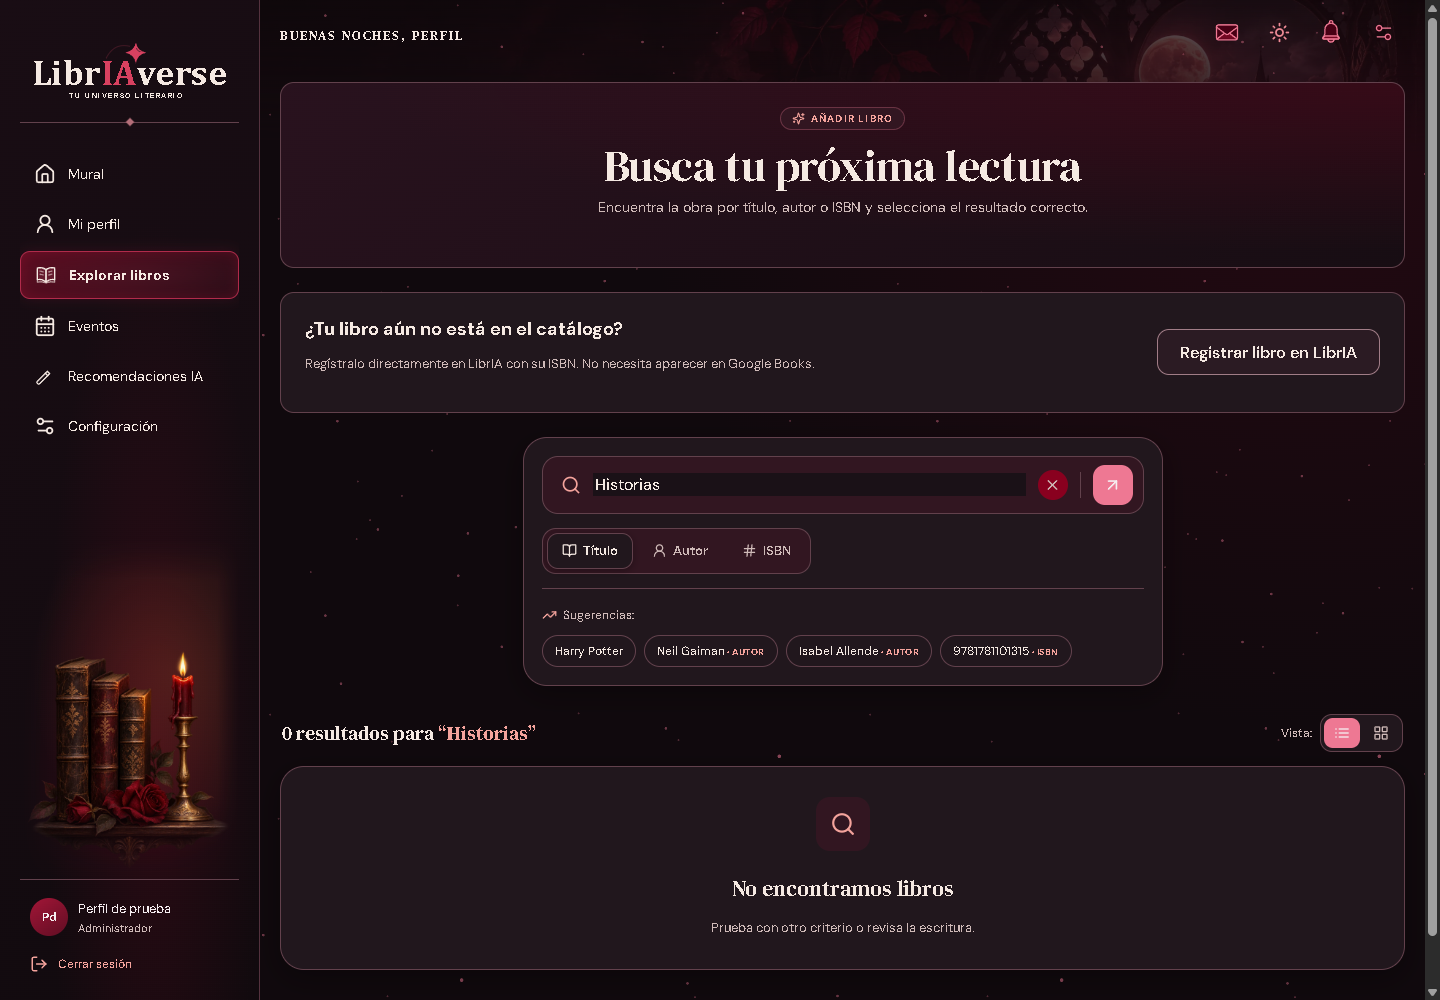 LibrIAverse
TU UNIVERSO LITERARIO
Mural
Mi perfil
Explorar libros
Eventos
Recomendaciones IA
Configuración
Pd
Perfil de prueba
Administrador
Cerrar sesión
BUENAS NOCHES, PERFIL
AÑADIR LIBRO
Busca tu próxima lectura
Encuentra la obra por título, autor o ISBN y selecciona el resultado correcto.
¿Tu libro aún no está en el catálogo?
Regístralo directamente en LibrIA con su ISBN. No necesita aparecer en Google Books.
Registrar libro en LibrIA
Historias
Título Autor ISBN
Sugerencias:
Harry Potter Neil Gaiman · AUTOR Isabel Allende · AUTOR 9781781101315 · ISBN
0 resultados para “Historias”
Vista:
No encontramos libros
Prueba con otro criterio o revisa la escritura.